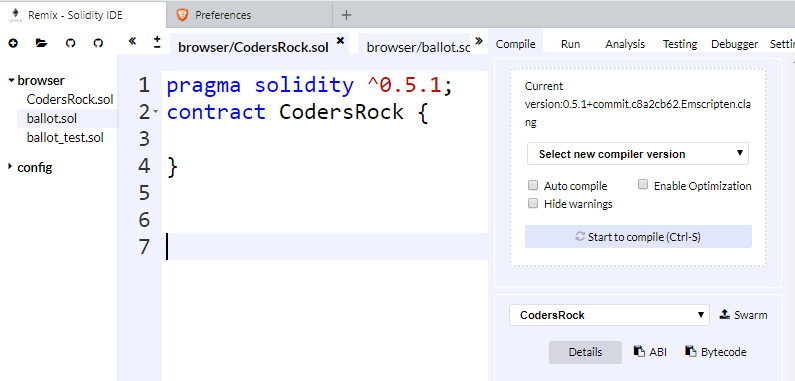 Remix - Solidity IDE
Preferences
browser/CodersRock.sol
browser/ballot.sc
Compile
Run
Analysis
Testing
Debugger
browser
CodersRock.sol
ballot.sol
ballot_test.sol
config
1 pragma solidity ^0.5.1;
2 contract CodersRock {
3
4 }
5
6
7
Current
version:0.5.1+commit.c8a2cb62.Emscripten.cla
ng
Select new compiler version
Auto compile
Enable Optimization
Hide warnings
Start to compile (Ctrl-S)
CodersRock
Swarm
Details
ABI
Bytecode